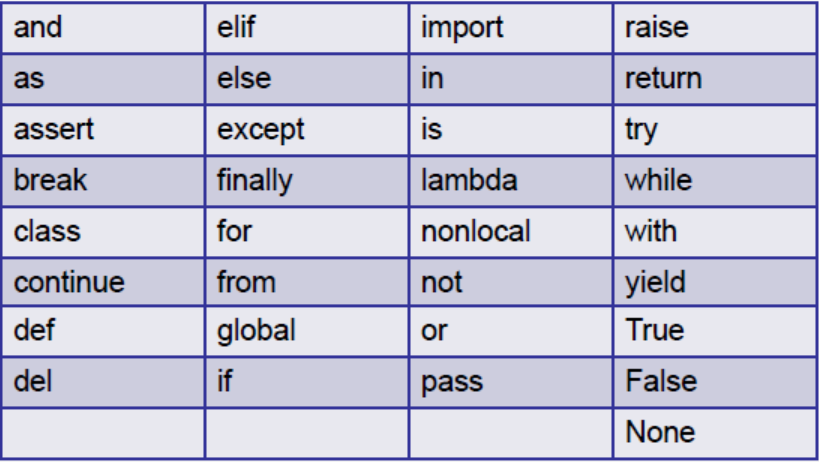 and elif import raise
as else in return
assert except is try
break finally lambda while
class for nonlocal with
continue from not yield
def global or True
del if pass False
None